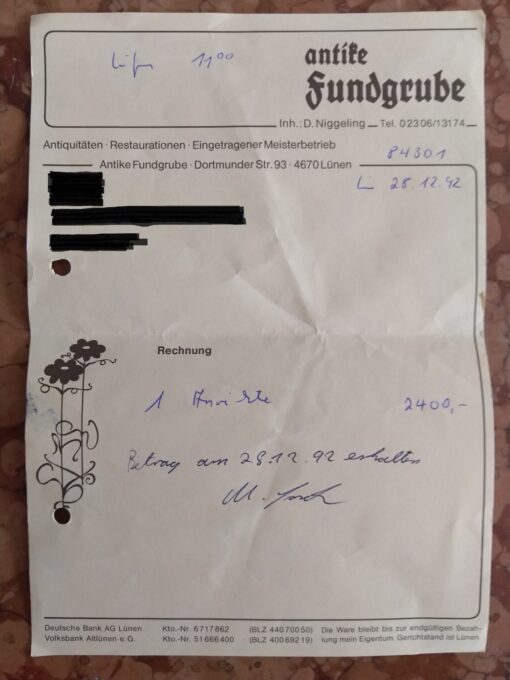 11⁰⁰
antike
Fundgrube
Inh.: D. Niggeling Tel. 02306/13174
Antiquitäten · Restaurationen · Eingetragener Meisterbetrieb
84301
Antike Fundgrube · Dortmunder Str. 93 · 4670 Lünen
28.12.92
Rechnung
1 Anrichte 2400,-
Betrag am 28.12.92 erhalten
M.
Deutsche Bank AG Lünen Kto.-Nr. 6717862 (BLZ 44070050) Die Ware bleibt bis zur endgültigen Bezah-
Volksbank Altlünen e.G. Kto.-Nr. 51666400 (BLZ 40069219) lung mein Eigentum. Gerichtstand ist Lünen.